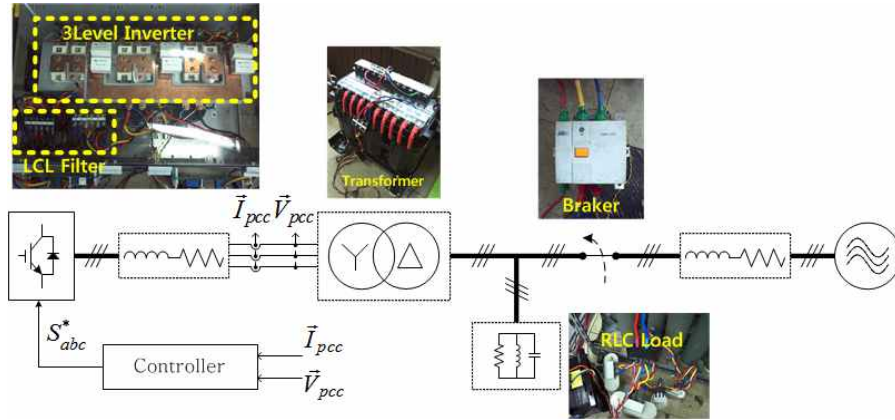 3Level Inverter
LCL Filter
Transformer
Braker
I⃗pcc V⃗pcc
S*abc
Controller
I⃗pcc
V⃗pcc
RLC Load